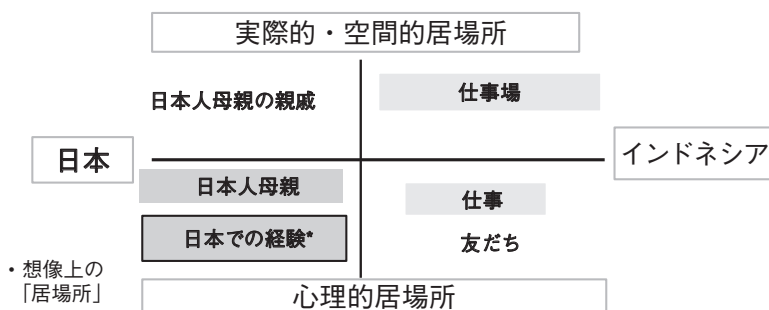 実際的・空間的居場所
日本人母親の親戚
仕事場
日本
インドネシア
日本人母親
仕事
日本での経験*
友だち
・想像上の
「居場所」
心理的居場所